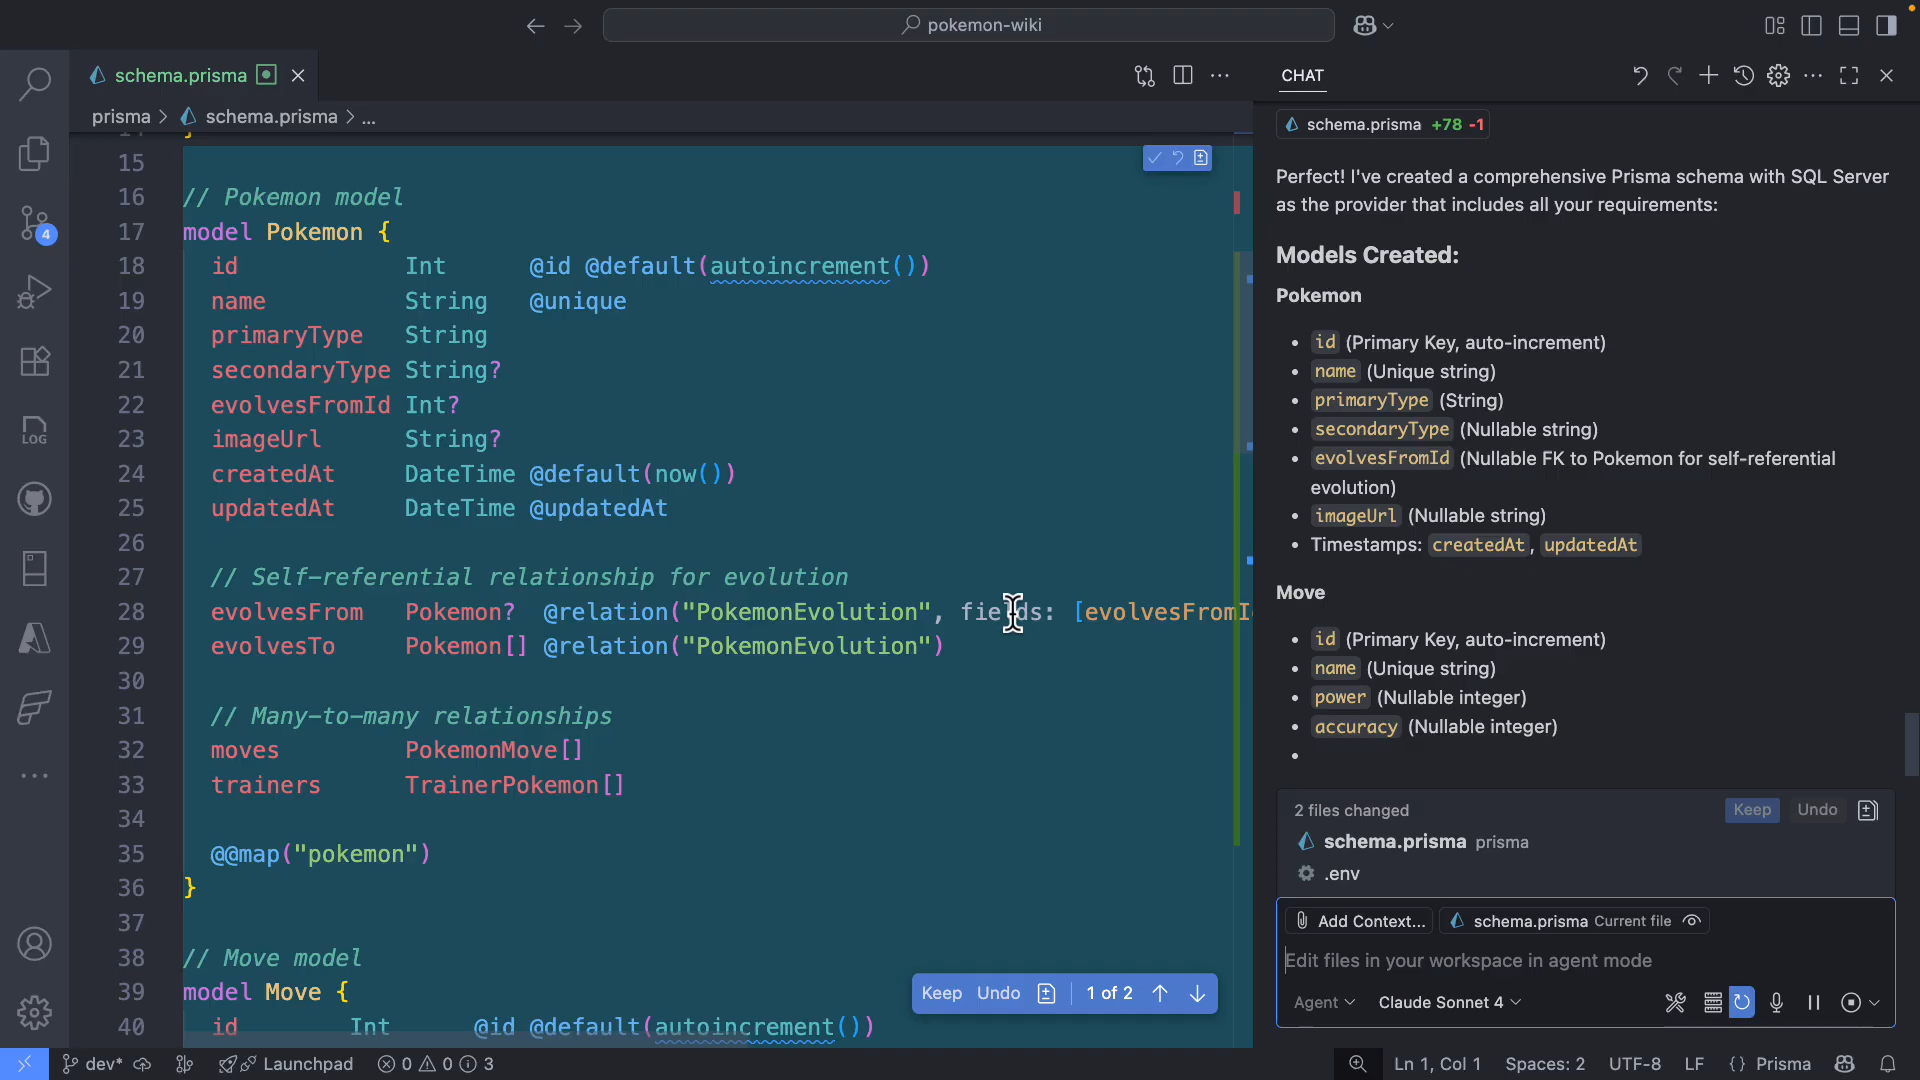 pokemon-wiki
schema.prisma
prisma > schema.prisma > ...
14 }
15
16 // Pokemon model
17 model Pokemon {
18 id Int @id @default(autoincrement())
19 name String @unique
20 primaryType String
21 secondaryType String?
22 evolvesFromId Int?
23 imageUrl String?
24 createdAt DateTime @default(now())
25 updatedAt DateTime @updatedAt
26
27 // Self-referential relationship for evolution
28 evolvesFrom Pokemon? @relation("PokemonEvolution", fields: [evolvesFromI
29 evolvesTo Pokemon[] @relation("PokemonEvolution")
30
31 // Many-to-many relationships
32 moves PokemonMove[]
33 trainers TrainerPokemon[]
34
35 @@map("pokemon")
36 }
37
38 // Move model
39 model Move {
40 id Int @id @default(autoincrement())
Keep Undo 1 of 2
4
LOG
CHAT
schema.prisma +78 -1
Perfect! I've created a comprehensive Prisma schema with SQL Server
as the provider that includes all your requirements:
Models Created:
Pokemon
• id (Primary Key, auto-increment)
• name (Unique string)
• primaryType (String)
• secondaryType (Nullable string)
• evolvesFromId (Nullable FK to Pokemon for self-referential
evolution)
• imageUrl (Nullable string)
• Timestamps: createdAt, updatedAt
Move
• id (Primary Key, auto-increment)
• name (Unique string)
• power (Nullable integer)
• accuracy (Nullable integer)
•
2 files changed Keep Undo
schema.prisma prisma
.env
Add Context... schema.prisma Current file
Edit files in your workspace in agent mode
Agent Claude Sonnet 4
dev* Launchpad 0 0 3
Ln 1, Col 1 Spaces: 2 UTF-8 LF {} Prisma